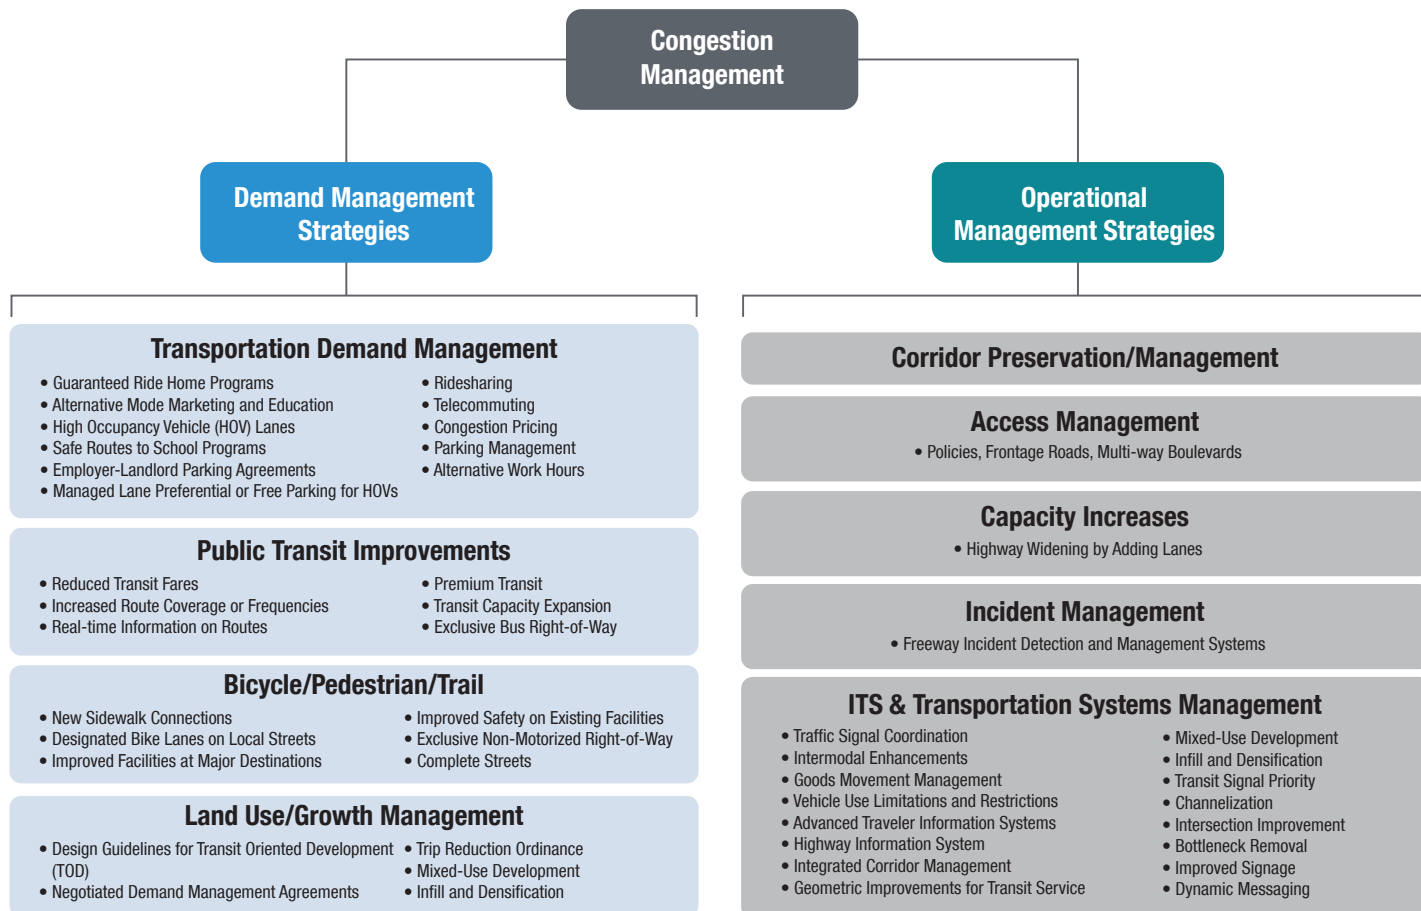 Congestion
Management
Demand Management
Strategies
Operational
Management Strategies
Transportation Demand Management
• Guaranteed Ride Home Programs
• Alternative Mode Marketing and Education
• High Occupancy Vehicle (HOV) Lanes
• Safe Routes to School Programs
• Employer-Landlord Parking Agreements
• Managed Lane Preferential or Free Parking for HOVs
• Ridesharing
• Telecommuting
• Congestion Pricing
• Parking Management
• Alternative Work Hours
Public Transit Improvements
• Reduced Transit Fares
• Increased Route Coverage or Frequencies
• Real-time Information on Routes
• Premium Transit
• Transit Capacity Expansion
• Exclusive Bus Right-of-Way
Bicycle/Pedestrian/Trail
• New Sidewalk Connections
• Designated Bike Lanes on Local Streets
• Improved Facilities at Major Destinations
• Improved Safety on Existing Facilities
• Exclusive Non-Motorized Right-of-Way
• Complete Streets
Land Use/Growth Management
• Design Guidelines for Transit Oriented Development
(TOD)
• Negotiated Demand Management Agreements
• Trip Reduction Ordinance
• Mixed-Use Development
• Infill and Densification
Corridor Preservation/Management
Access Management
• Policies, Frontage Roads, Multi-way Boulevards
Capacity Increases
• Highway Widening by Adding Lanes
Incident Management
• Freeway Incident Detection and Management Systems
ITS & Transportation Systems Management
• Traffic Signal Coordination
• Intermodal Enhancements
• Goods Movement Management
• Vehicle Use Limitations and Restrictions
• Advanced Traveler Information Systems
• Highway Information System
• Integrated Corridor Management
• Geometric Improvements for Transit Service
• Mixed-Use Development
• Infill and Densification
• Transit Signal Priority
• Channelization
• Intersection Improvement
• Bottleneck Removal
• Improved Signage
• Dynamic Messaging